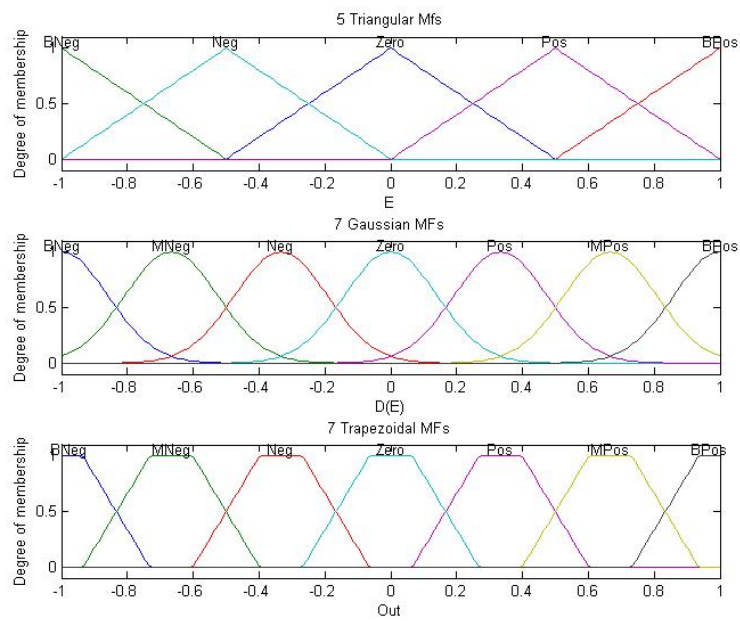 5 Triangular Mfs
BNeg Neg Zero Pos BPos
1
0.5
0
Degree of membership
-1 -0.8 -0.6 -0.4 -0.2 0 0.2 0.4 0.6 0.8 1
E
7 Gaussian MFs
BNeg MNeg Neg Zero Pos MPos BPos
1
0.5
0
Degree of membership
-1 -0.8 -0.6 -0.4 -0.2 0 0.2 0.4 0.6 0.8 1
D(E)
7 Trapezoidal MFs
BNeg MNeg Neg Zero Pos MPos BPos
1
0.5
0
Degree of membership
-1 -0.8 -0.6 -0.4 -0.2 0 0.2 0.4 0.6 0.8 1
Out